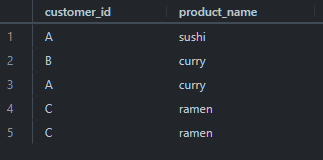 customer_id product_name
1 A sushi
2 B curry
3 A curry
4 C ramen
5 C ramen